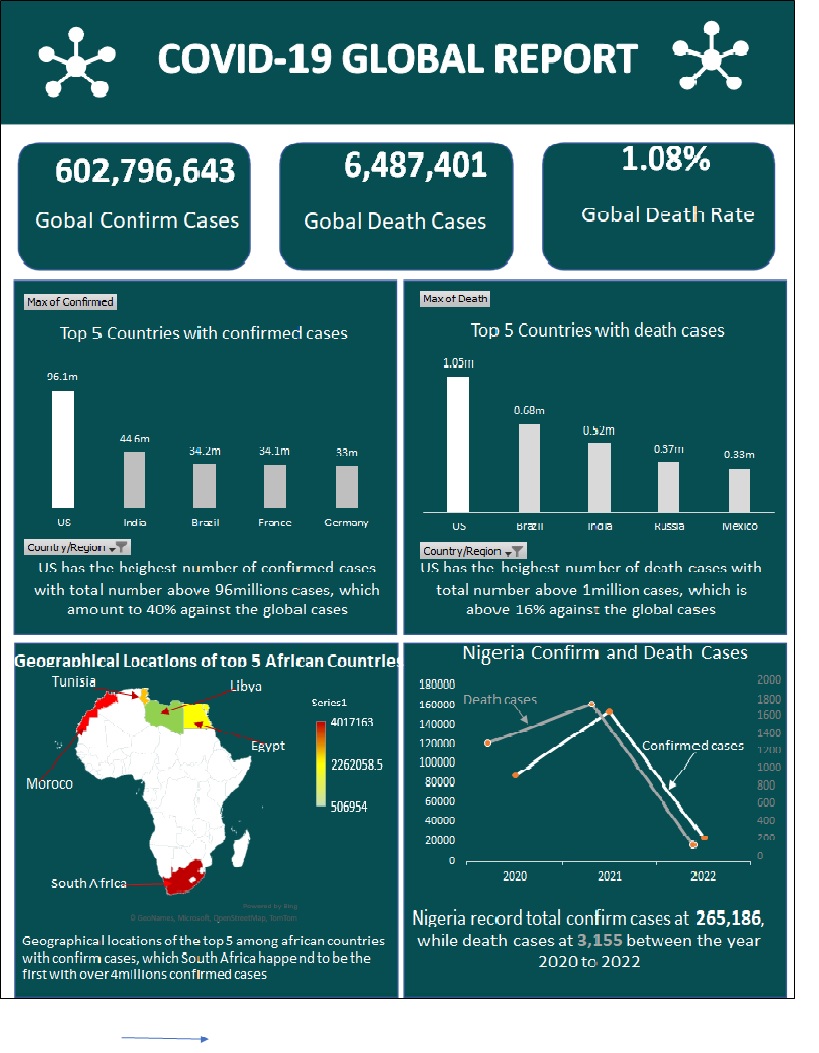 COVID-19 GLOBAL REPORT
602,796,643
Gobal Confirm Cases
6,487,401
Gobal Death Cases
1.08%
Gobal Death Rate
Max of Confirmed
Top 5 Countries with confirmed cases
96.1m
44.6m
34.2m
34.1m
33m
US
India
Brazil
France
Germany
Country/Region
US has the heighest number of confirmed cases
with total number above 96millions cases, which
amount to 40% against the global cases
Max of Death
Top 5 Countries with death cases
1.05m
0.68m
0.52m
0.37m
0.33m
US
Brazil
India
Russia
Mexico
Country/Region
US has the heighest number of death cases with
total number above 1million cases, which is
above 16% against the global cases
Geographical Locations of top 5 African Countries
Tunisia
Libya
Egypt
Moroco
South Africa
Series1
4017163
2262058.5
506954
Powered by Bing
© GeoNames, Microsoft, OpenStreetMap, TomTom
Geographical locations of the top 5 among african countries
with confirm cases, which South Africa happend to be the
first with over 4millions confirmed cases
Nigeria Confirm and Death Cases
180000
160000
140000
120000
100000
80000
60000
40000
20000
0
2000
1800
1600
1400
1200
1000
800
600
400
200
0
Death cases
Confirmed cases
2020
2021
2022
Nigeria record total confirm cases at 265,186,
while death cases at 3,155 between the year
2020 to 2022